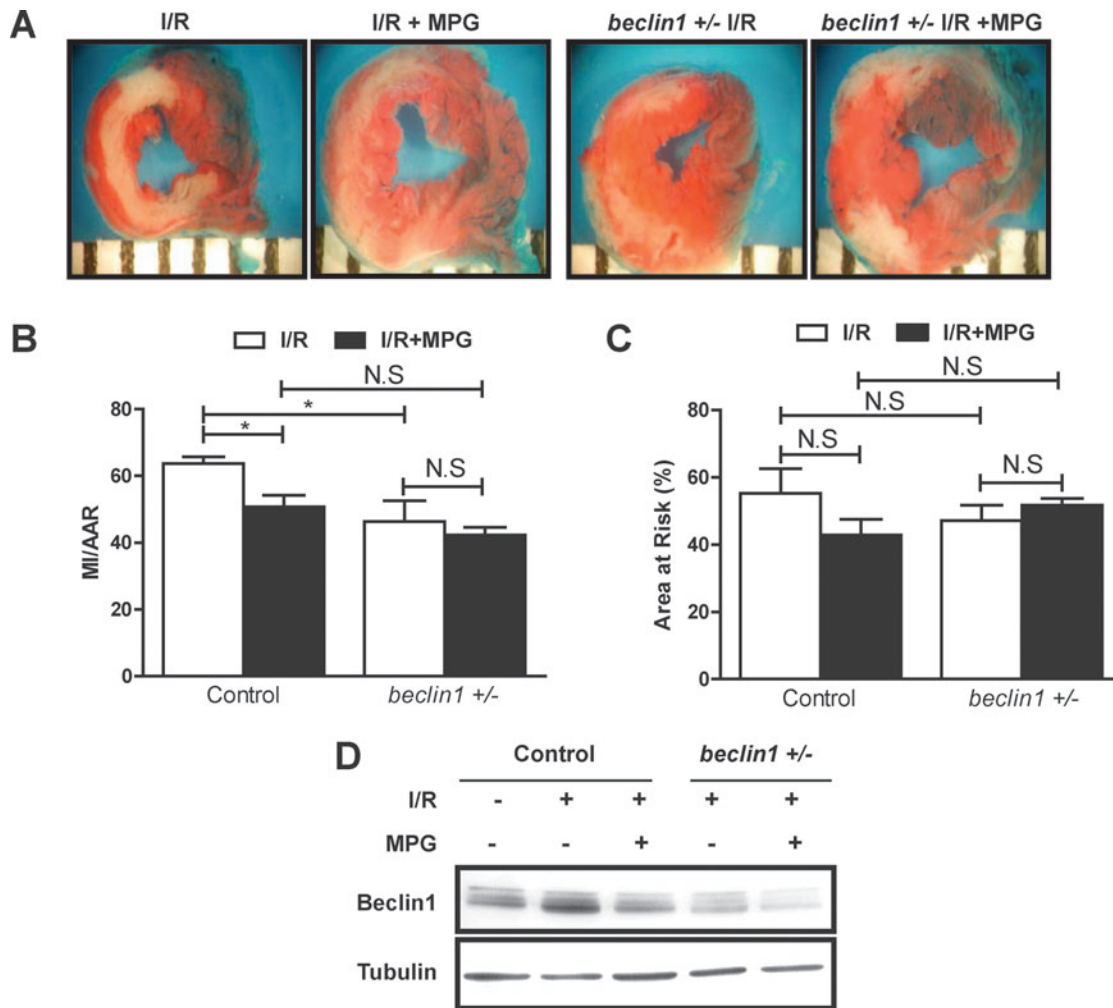 A
I/R
I/R + MPG
beclin1 +/- I/R
beclin1 +/- I/R +MPG
B
I/R
I/R+MPG
N.S
*
*
N.S
MI/AAR
80
60
40
20
0
Control
beclin1 +/-
C
I/R
I/R+MPG
N.S
N.S
N.S
N.S
Area at Risk (%)
80
60
40
20
0
Control
beclin1 +/-
D
Control
beclin1 +/-
I/R - + + + +
MPG - - + - +
Beclin1
Tubulin